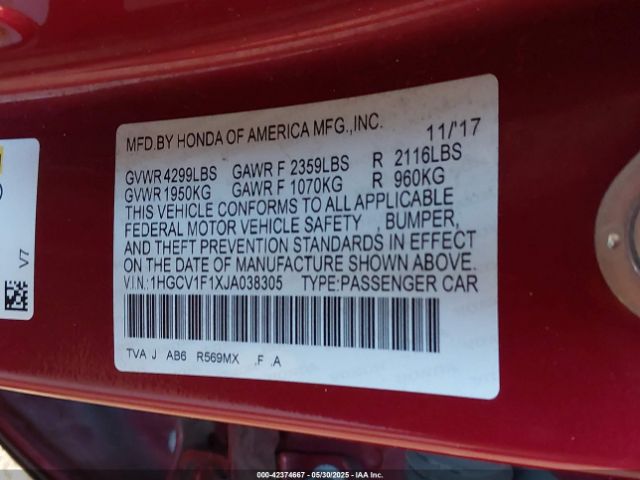 MFD.BY HONDA OF AMERICA MFG.,INC. 11/'17
GVWR 4299LBS GAWR F 2359LBS R 2116LBS
GVWR 1950KG GAWR F 1070KG R 960KG
THIS VEHICLE CONFORMS TO ALL APPLICABLE
FEDERAL MOTOR VEHICLE SAFETY , BUMPER,
AND THEFT PREVENTION STANDARDS IN EFFECT
ON THE DATE OF MANUFACTURE SHOWN ABOVE.
V.I.N.:1HGCV1F1XJA038305 TYPE:PASSENGER CAR
TVA J AB6 R569MX .F .A
V7
000-42374667 - 05/30/2025 - IAA Inc.